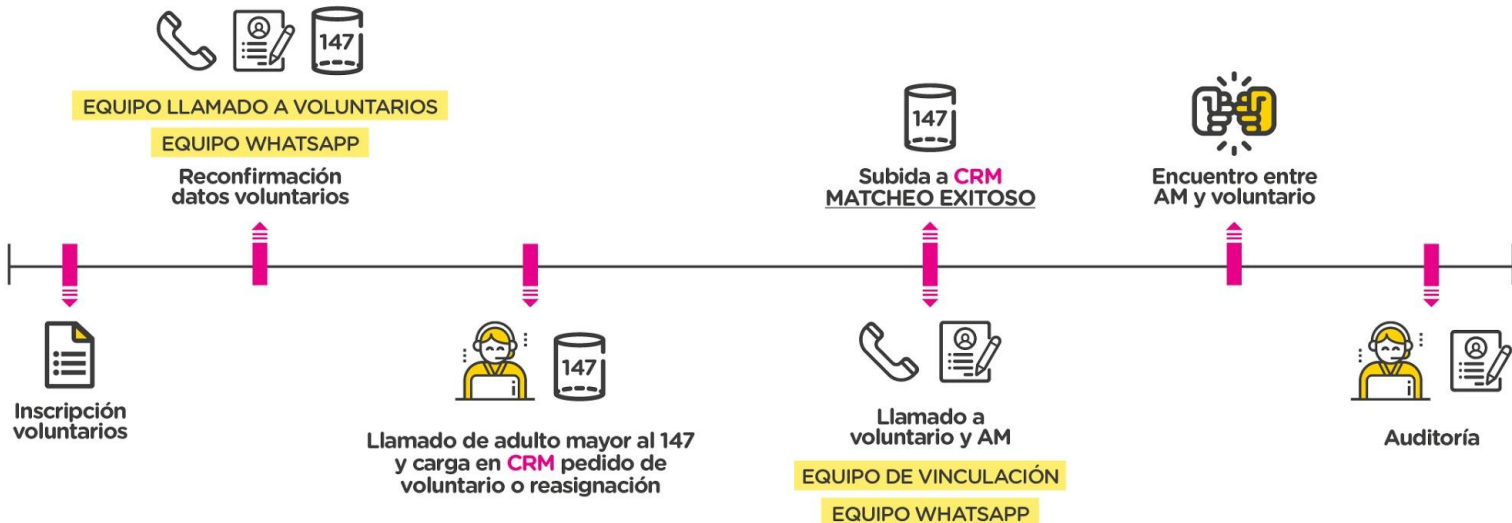 147
EQUIPO LLAMADO A VOLUNTARIOS
EQUIPO WHATSAPP
Reconfirmación
datos voluntarios
147
Subida a CRM
MATCHEO EXITOSO
Encuentro entre
AM y voluntario
Inscripción
voluntarios
147
Llamado de adulto mayor al 147
y carga en CRM pedido de
voluntario o reasignación
Llamado a
voluntario y AM
EQUIPO DE VINCULACIÓN
EQUIPO WHATSAPP
Auditoría